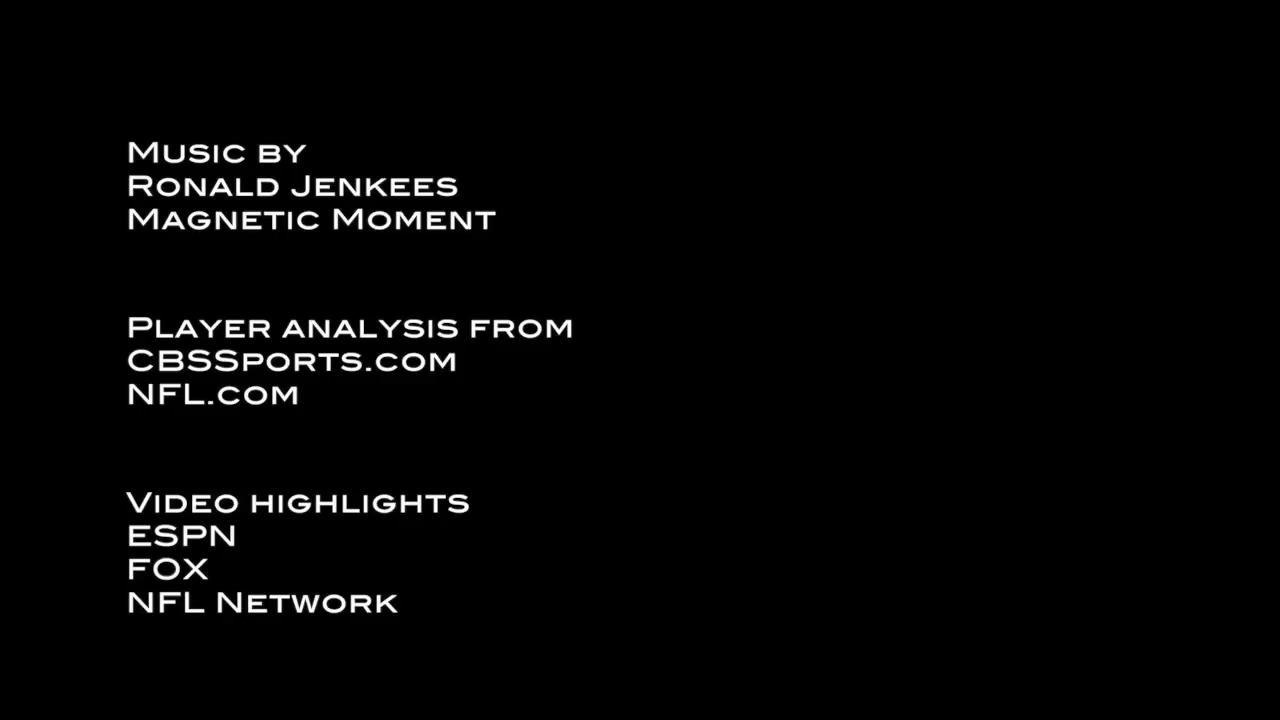 Music by
Ronald Jenkees
Magnetic Moment
Player analysis from
CBSSports.com
NFL.com
Video highlights
ESPN
FOX
NFL Network